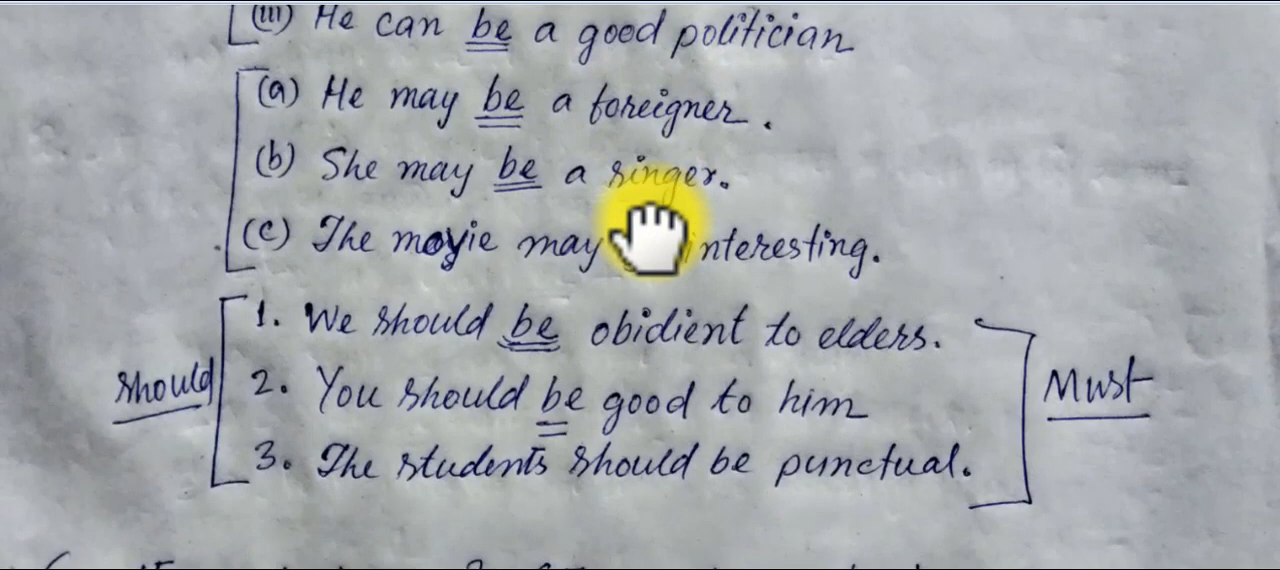 (iii) He can be a good politician
(a) He may be a foreigner.
(b) She may be a singer.
(c) The movie may interesting.
1. We should be obidient to elders.
should
2. You should be good to him
Must
3. The students should be punctual.